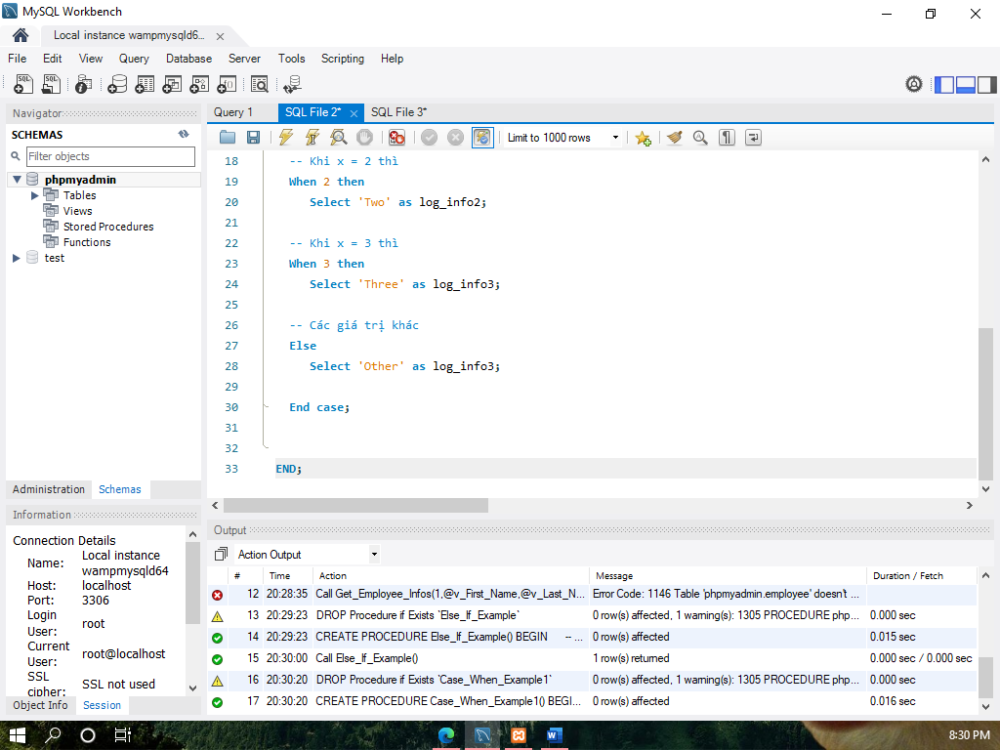 MySQL Workbench
Local instance wampmysqld6...
File Edit View Query Database Server Tools Scripting Help
Navigator
SCHEMAS
Filter objects
phpmyadmin
Tables
Views
Stored Procedures
Functions
test
Administration Schemas
Information
Connection Details
Name: Local instance wampmysqld64
Host: localhost
Port: 3306
Login User: root
Current User: root@localhost
SSL cipher: SSL not used
Object Info Session
Query 1 SQL File 2* SQL File 3*
Limit to 1000 rows
18 -- Khi x = 2 thì
19 When 2 then
20 Select 'Two' as log_info2;
21
22 -- Khi x = 3 thì
23 When 3 then
24 Select 'Three' as log_info3;
25
26 -- Các giá trị khác
27 Else
28 Select 'Other' as log_info3;
29
30 End case;
31
32
33 END;
Output
Action Output
# Time Action Message Duration / Fetch
12 20:28:35 Call Get_Employee_Infos(1,@v_First_Name,@v_Last_N... Error Code: 1146 Table 'phpmyadmin.employee' doesn't ...
13 20:29:23 DROP Procedure if Exists `Else_If_Example` 0 row(s) affected, 1 warning(s): 1305 PROCEDURE php... 0.000 sec
14 20:29:23 CREATE PROCEDURE Else_If_Example() BEGIN -- ... 0 row(s) affected 0.015 sec
15 20:30:00 Call Else_If_Example() 1 row(s) returned 0.000 sec / 0.000 sec
16 20:30:20 DROP Procedure if Exists `Case_When_Example1` 0 row(s) affected, 1 warning(s): 1305 PROCEDURE php... 0.000 sec
17 20:30:20 CREATE PROCEDURE Case_When_Example1() BEGI... 0 row(s) affected 0.016 sec
8:30 PM